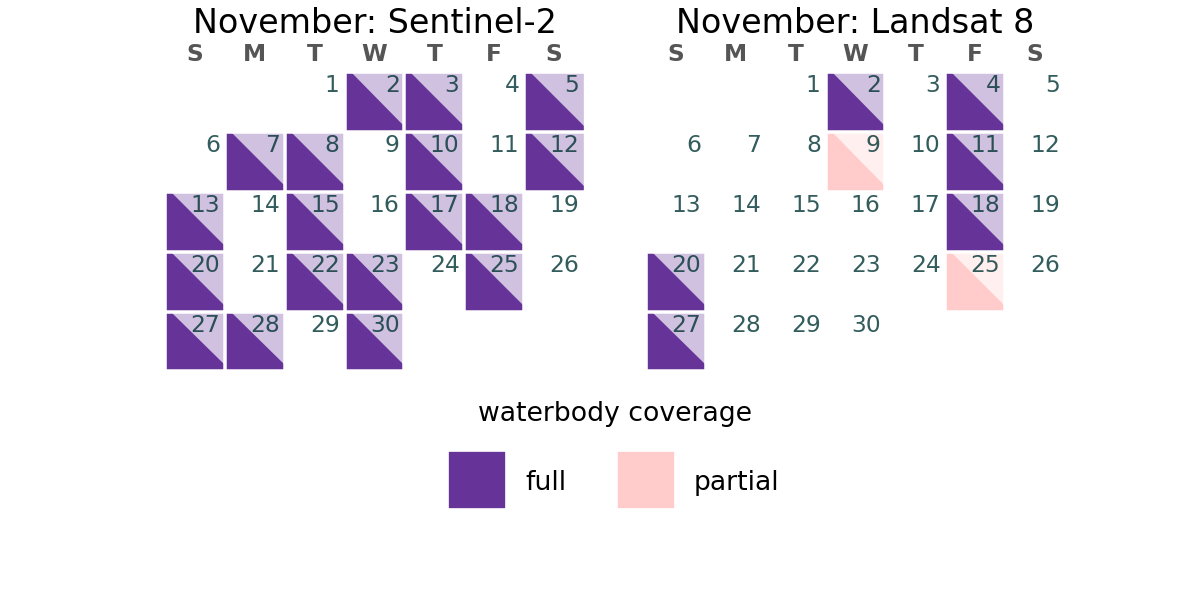 November: Sentinel-2
S M T W T F S
1 2 3 4 5
6 7 8 9 10 11 12
13 14 15 16 17 18 19
20 21 22 23 24 25 26
27 28 29 30
November: Landsat 8
S M T W T F S
1 2 3 4 5
6 7 8 9 10 11 12
13 14 15 16 17 18 19
20 21 22 23 24 25 26
27 28 29 30
waterbody coverage
full
partial